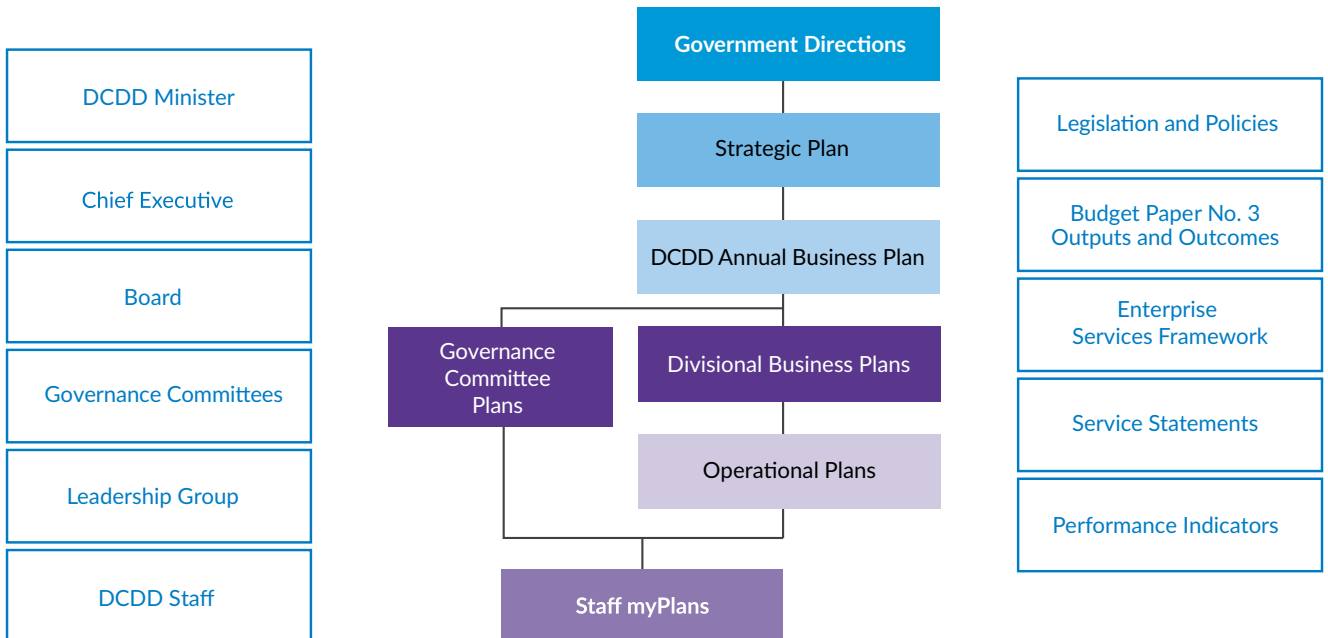 DCDD Minister
Chief Executive
Board
Governance Committees
Leadership Group
DCDD Staff
Government Directions
Strategic Plan
DCDD Annual Business Plan
Governance
Committee
Plans
Divisional Business Plans
Operational Plans
Staff myPlans
Legislation and Policies
Budget Paper No. 3
Outputs and Outcomes
Enterprise
Services Framework
Service Statements
Performance Indicators